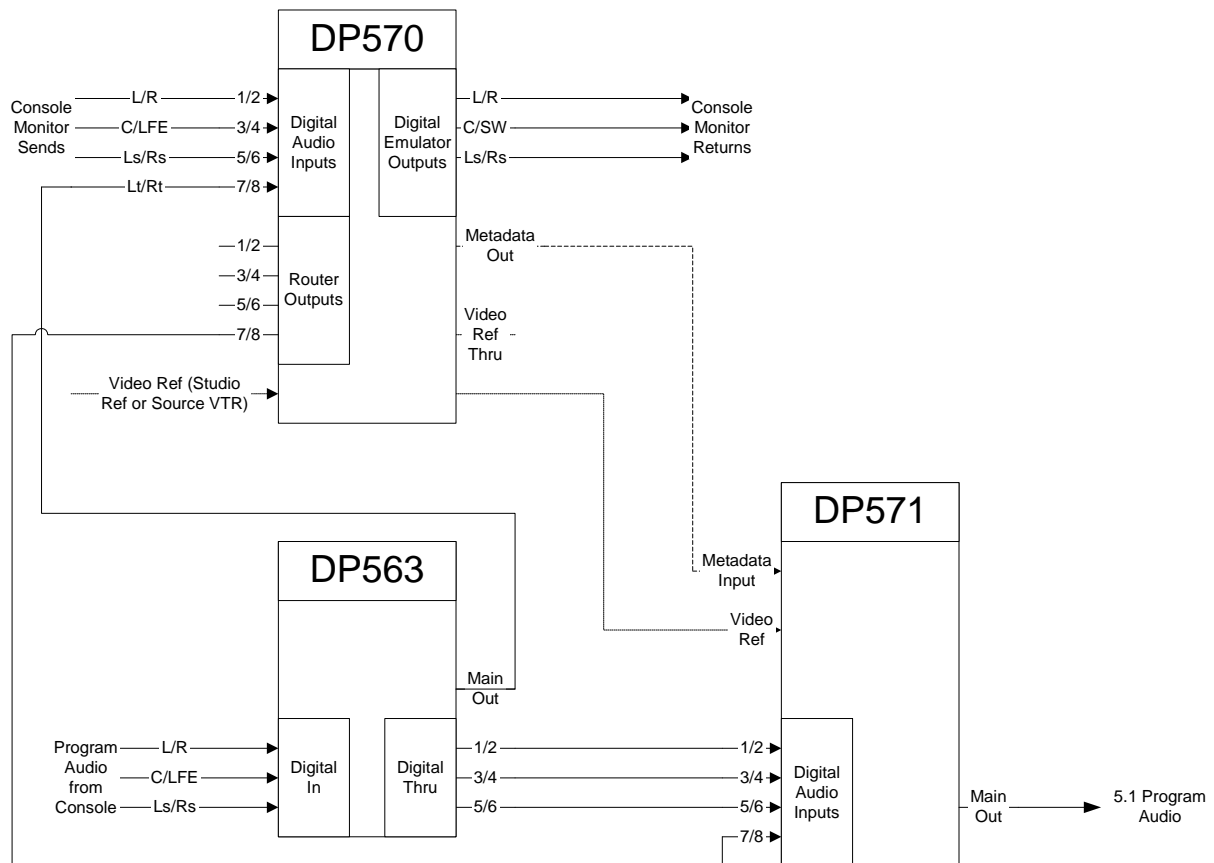 DP570
Console
Monitor
Sends
L/R
1/2
C/LFE
3/4
Ls/Rs
5/6
Lt/Rt
7/8
Digital
Audio
Inputs
Digital
Emulator
Outputs
L/R
C/SW
Ls/Rs
Console
Monitor
Returns
1/2
3/4
5/6
7/8
Router
Outputs
Metadata
Out
Video
Ref
Thru
Video Ref (Studio
Ref or Source VTR)
DP571
DP563
Metadata
Input
Video
Ref
Main
Out
Program
Audio
from
Console
L/R
C/LFE
Ls/Rs
Digital
In
Digital
Thru
1/2
3/4
5/6
1/2
3/4
5/6
7/8
Digital
Audio
Inputs
Main
Out
5.1 Program
Audio